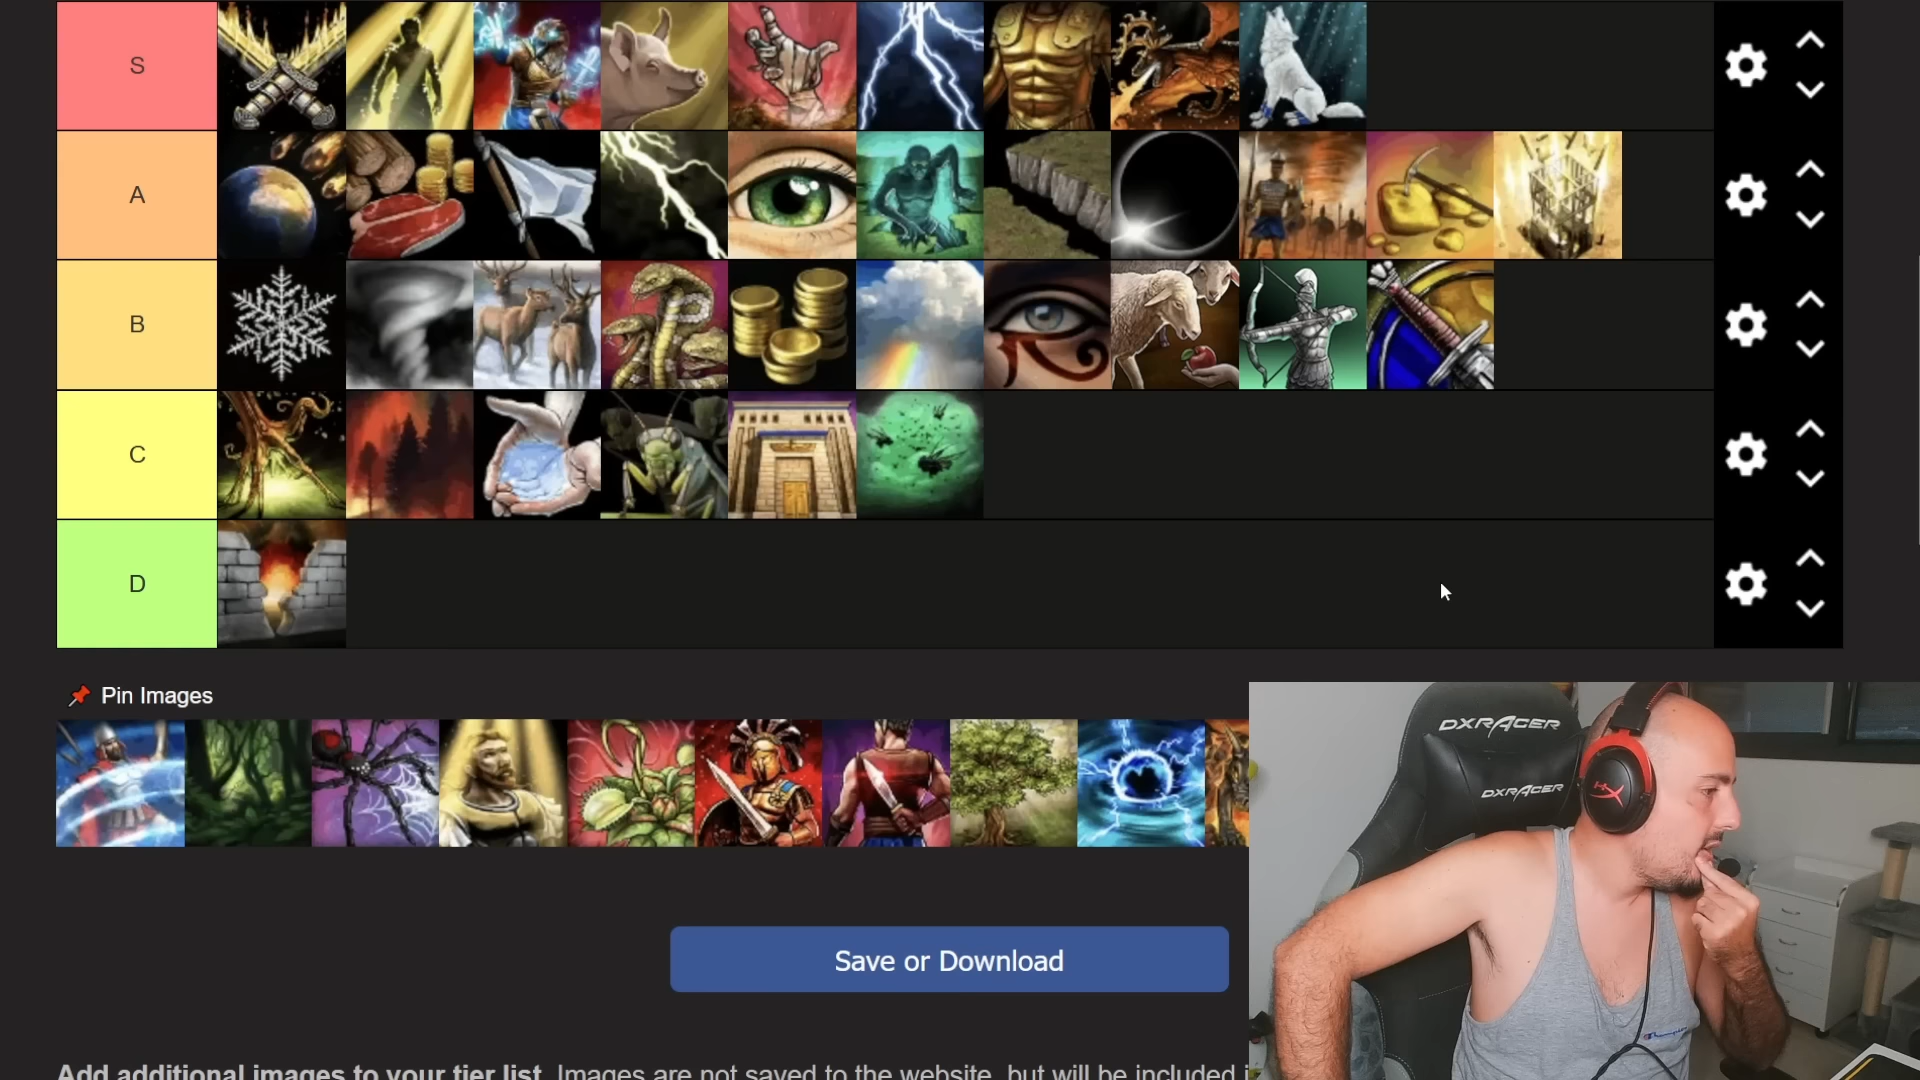 S
A
B
C
D
Pin Images
DXRACER
DXRACER
Save or Download
Add additional images to your tier list. Images are not saved to the website, but will be included